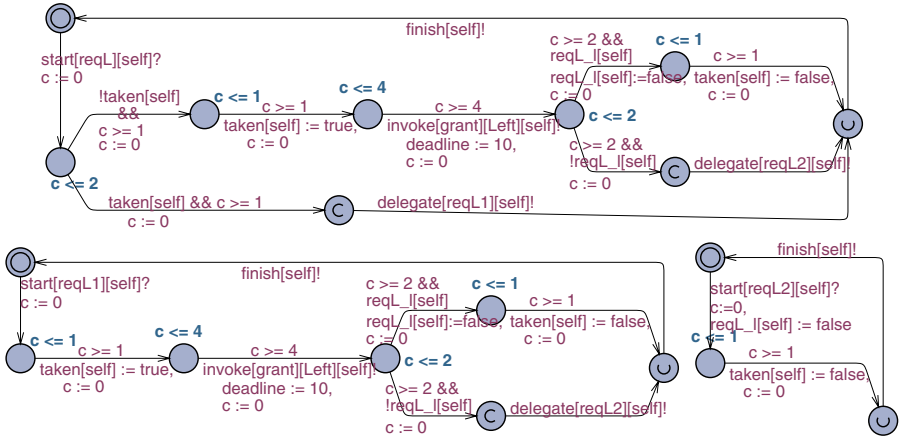 finish[self]!
start[reqL][self]?
c := 0
c <= 2
!taken[self]
&&
c >= 1
c := 0
c <= 1
c >= 1
taken[self] := true,
c := 0
c <= 4
c >= 4
invoke[grant][Left][self]!
deadline := 10,
c := 0
c <= 2
c >= 2 &&
reqL_l[self]
reqL_l[self]:=false,
c := 0
c <= 1
c >= 1
taken[self] := false,
c := 0
c >= 2 &&
!reqL_l[self]
c := 0
delegate[reqL2][self]!
taken[self] && c >= 1
c := 0
delegate[reqL1][self]!
finish[self]!
start[reqL1][self]?
c := 0
c <= 1
c >= 1
taken[self] := true,
c := 0
c <= 4
c >= 4
invoke[grant][Left][self]!
deadline := 10,
c := 0
c <= 2
c >= 2 &&
reqL_l[self]
reqL_l[self]:=false,
c := 0
c <= 1
c >= 1
taken[self] := false,
c := 0
c >= 2 &&
!reqL_l[self]
c := 0
delegate[reqL2][self]!
finish[self]!
start[reqL2][self]?
c:=0,
reqL_l[self] := false
c <= 1
c >= 1
taken[self] := false,
c := 0